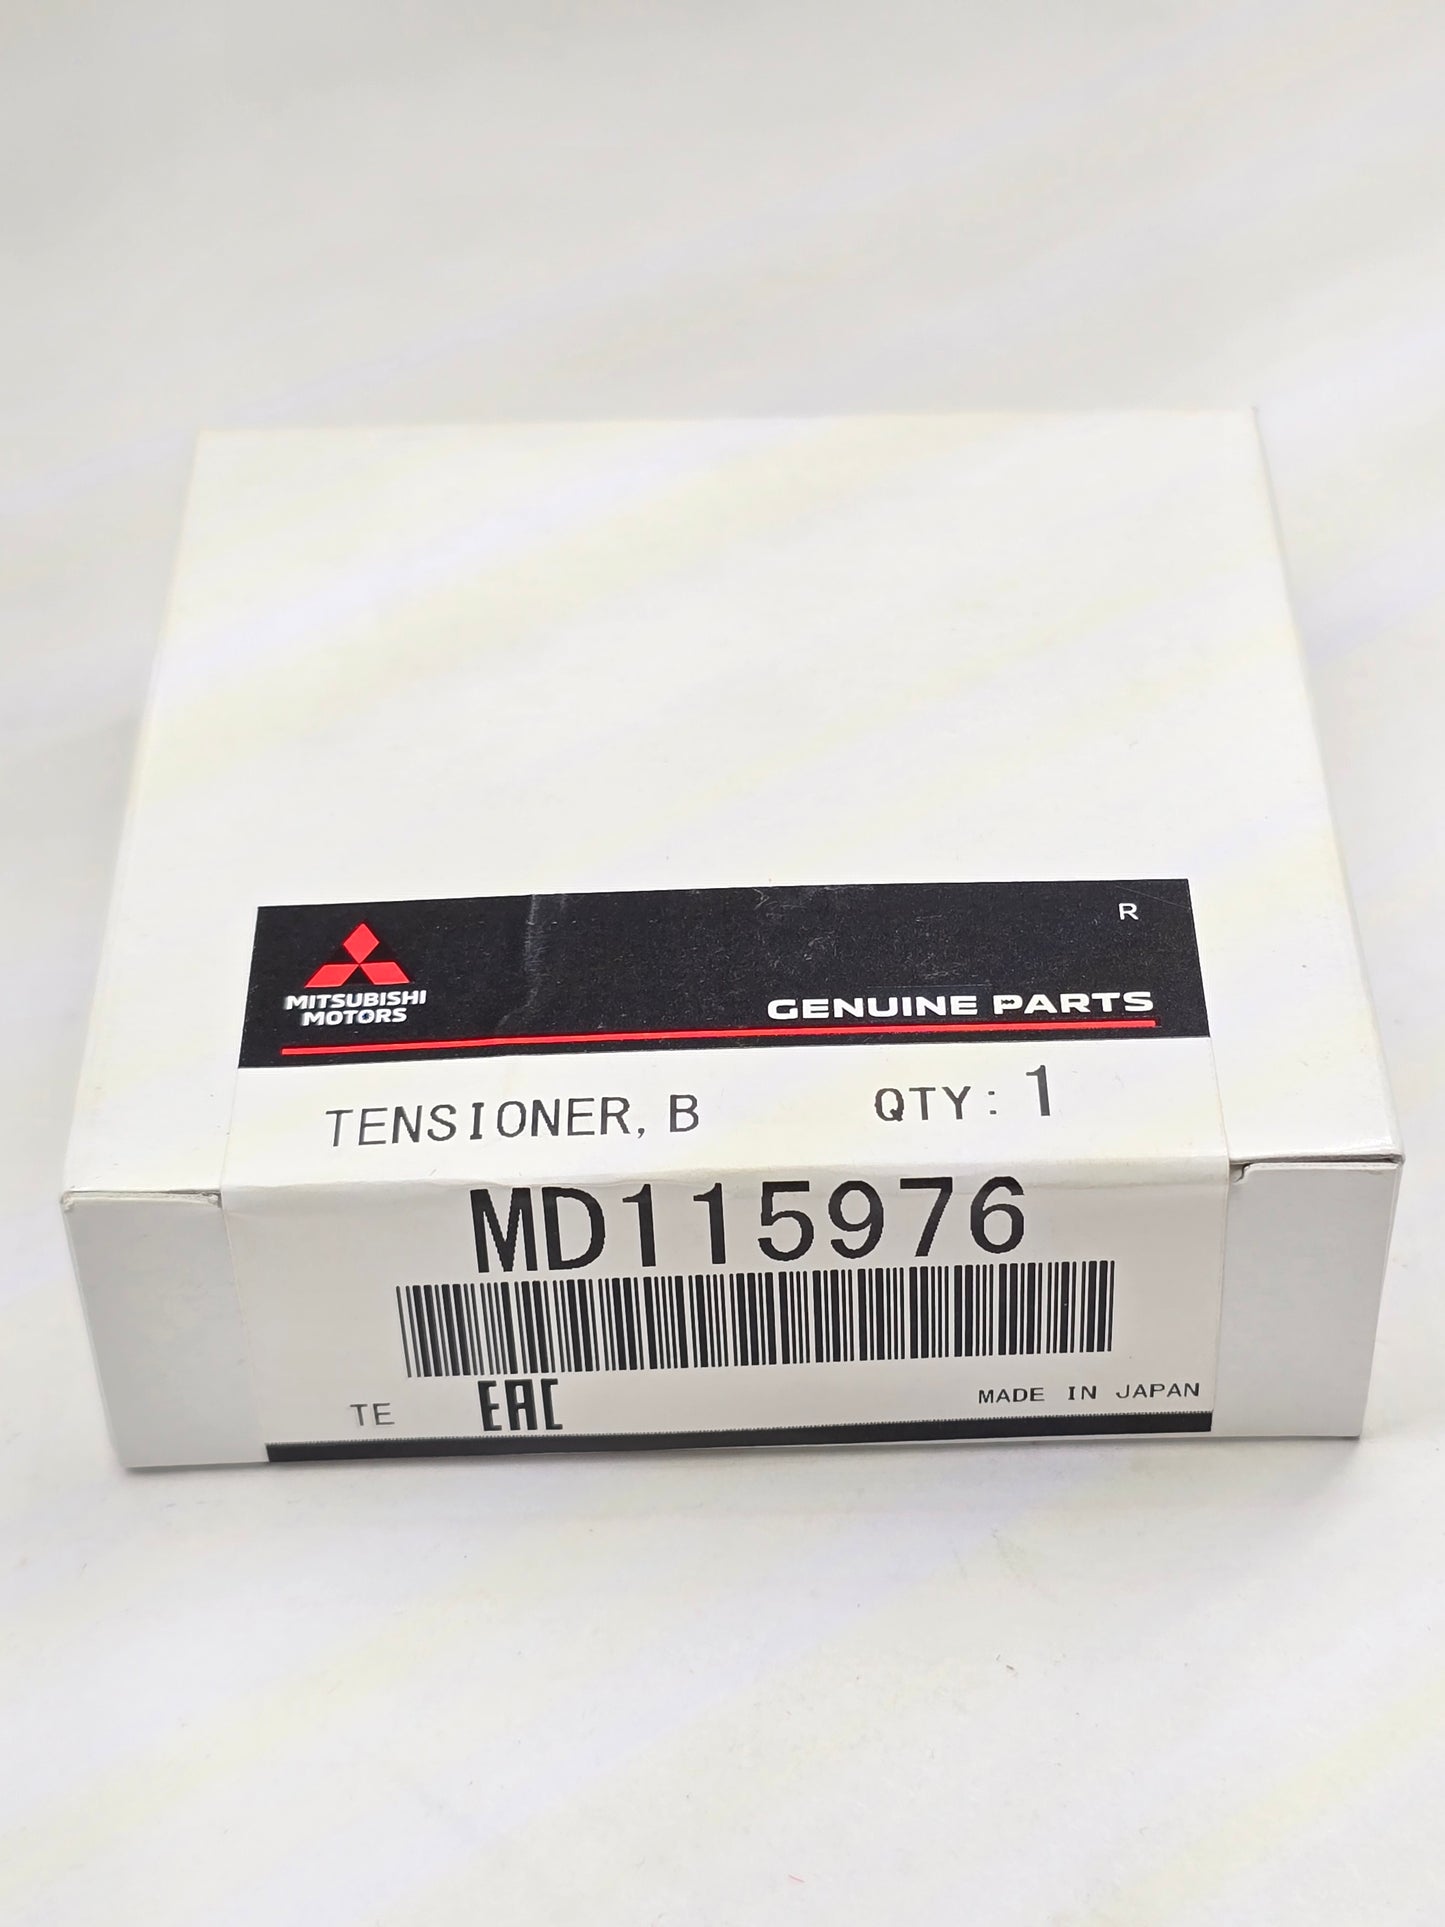 R
MITSUBISHI
MOTORS
GENUINE PARTS
TENSIONER, B QTY: 1
MD115976
TE EAC MADE IN JAPAN